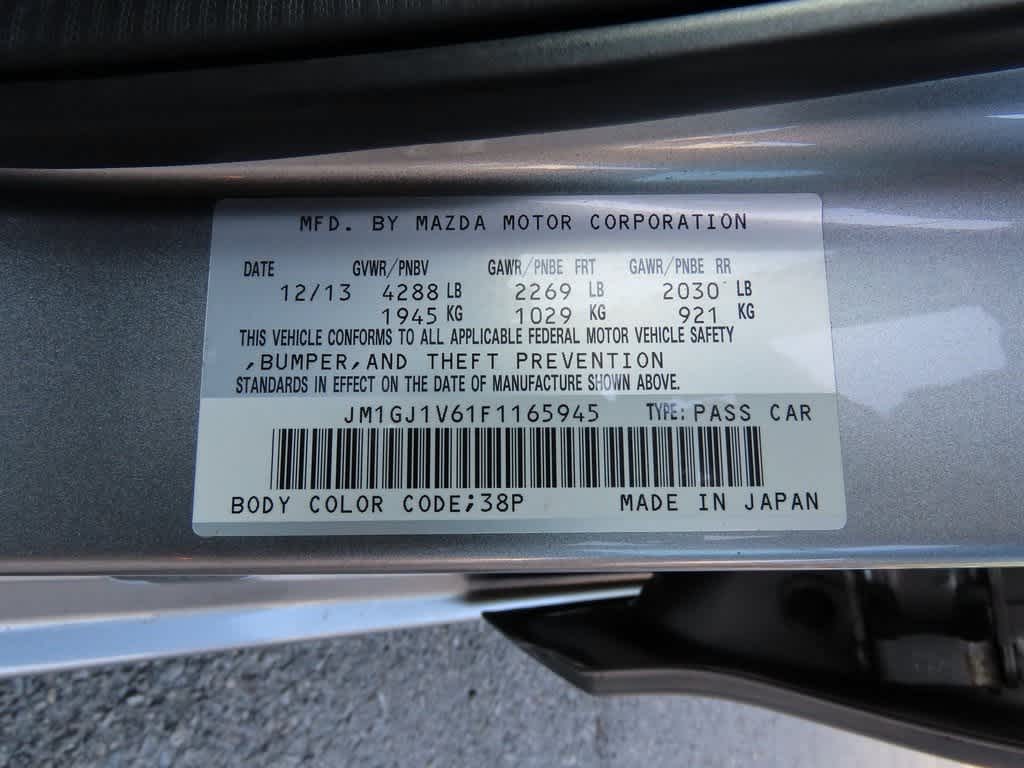 MFD. BY MAZDA MOTOR CORPORATION
DATE GVWR/PNBV GAWR/PNBE FRT GAWR/PNBE RR
12/13 4288 LB 2269 LB 2030 LB
1945 KG 1029 KG 921 KG
THIS VEHICLE CONFORMS TO ALL APPLICABLE FEDERAL MOTOR VEHICLE SAFETY
,BUMPER,AND THEFT PREVENTION
STANDARDS IN EFFECT ON THE DATE OF MANUFACTURE SHOWN ABOVE.
JM1GJ1V61F1165945 TYPE: PASS CAR
BODY COLOR CODE;38P MADE IN JAPAN